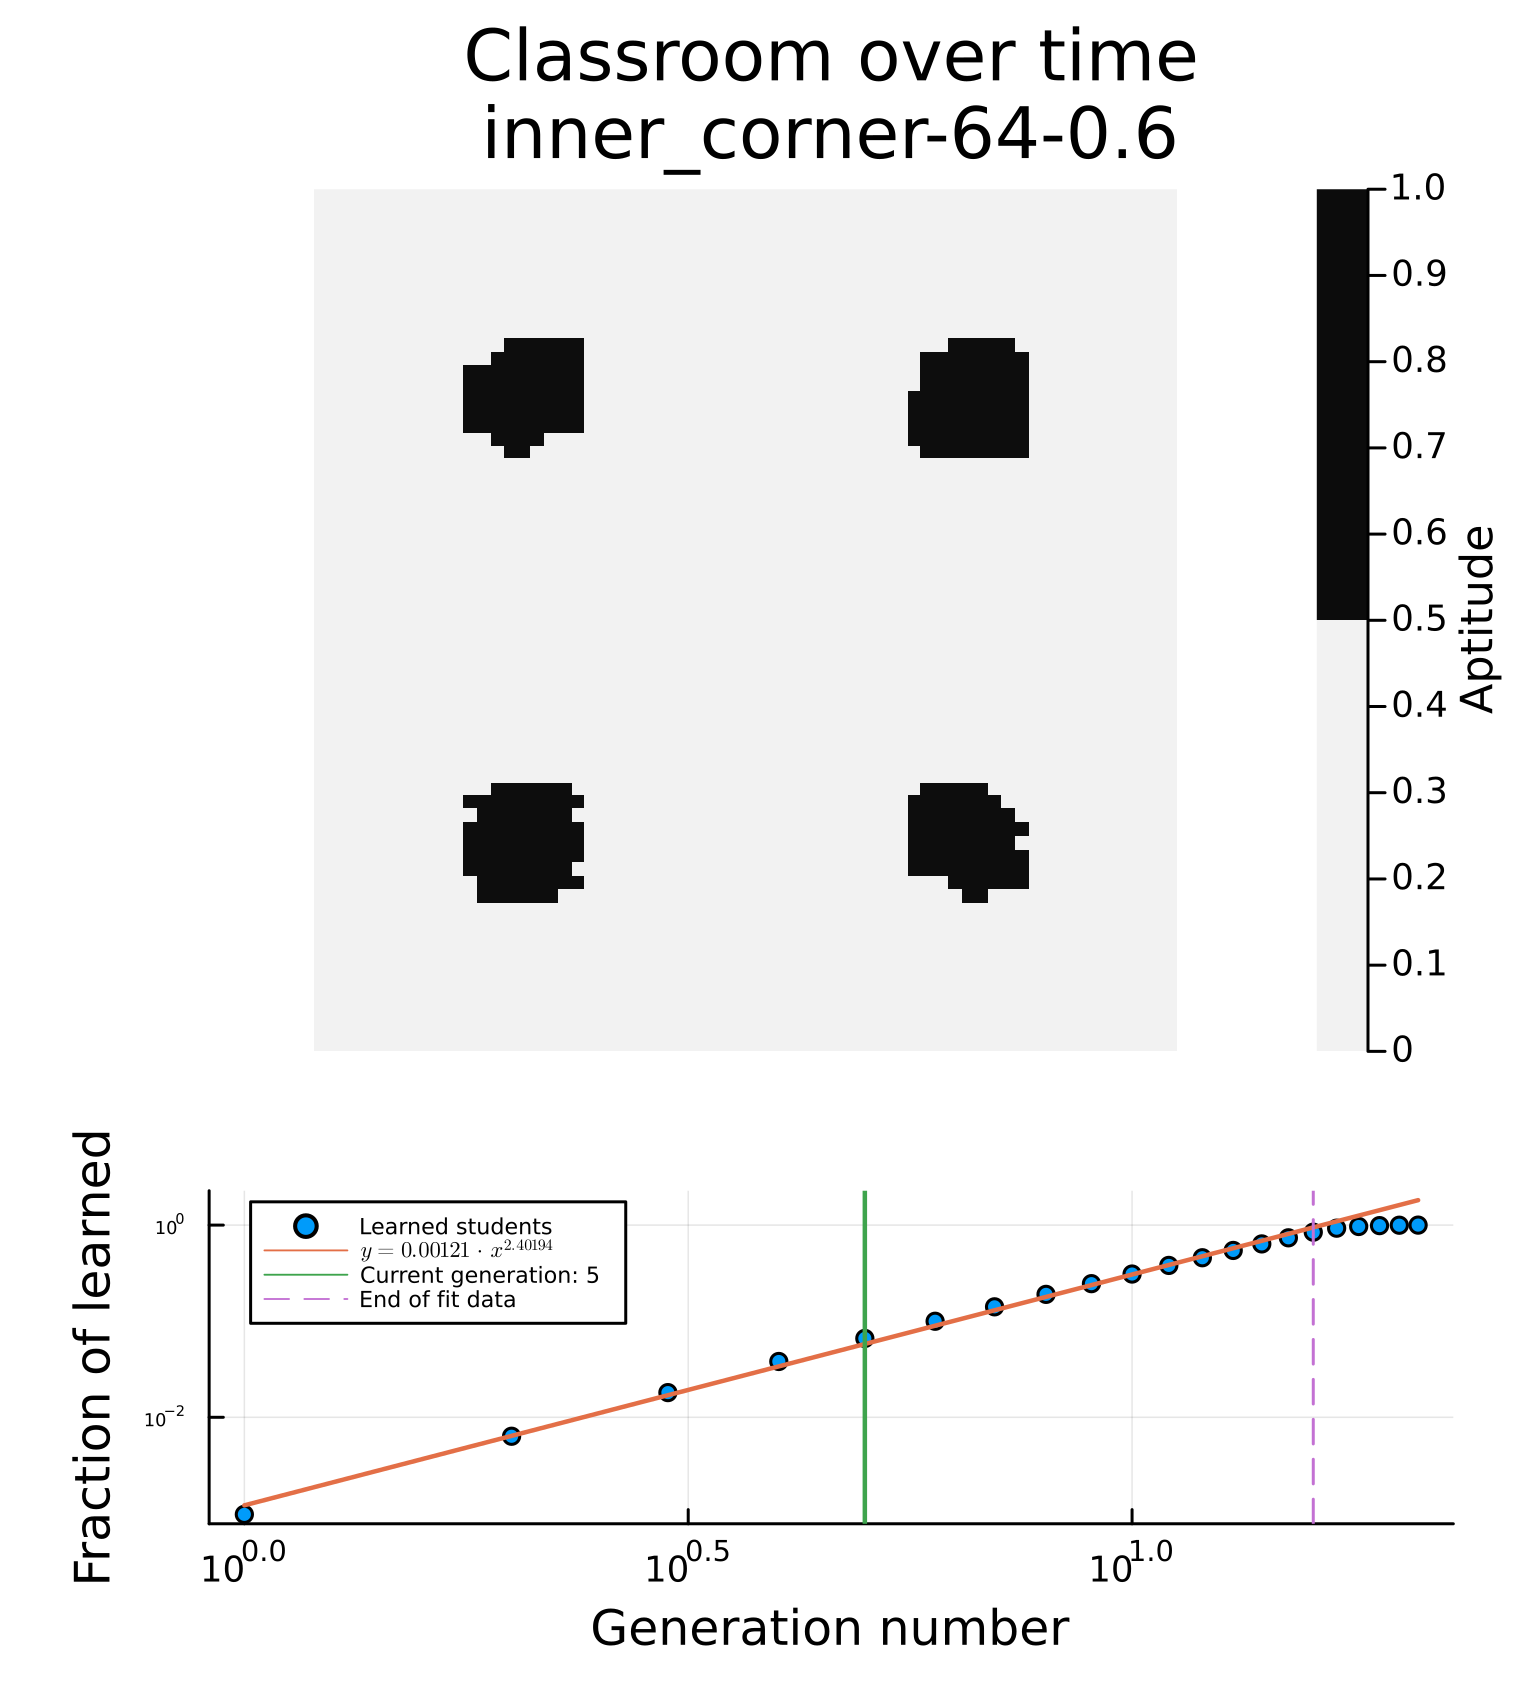 Classroom over time
inner_corner-64-0.6
1.0
0.9
0.8
0.7
0.6
0.5
0.4
0.3
0.2
0.1
0
Aptitude
Fraction of learned
10⁰
10⁻²
Learned students
y = 0.00121 · x^2.40194
Current generation: 5
End of fit data
10^0.0
10^0.5
10^1.0
Generation number